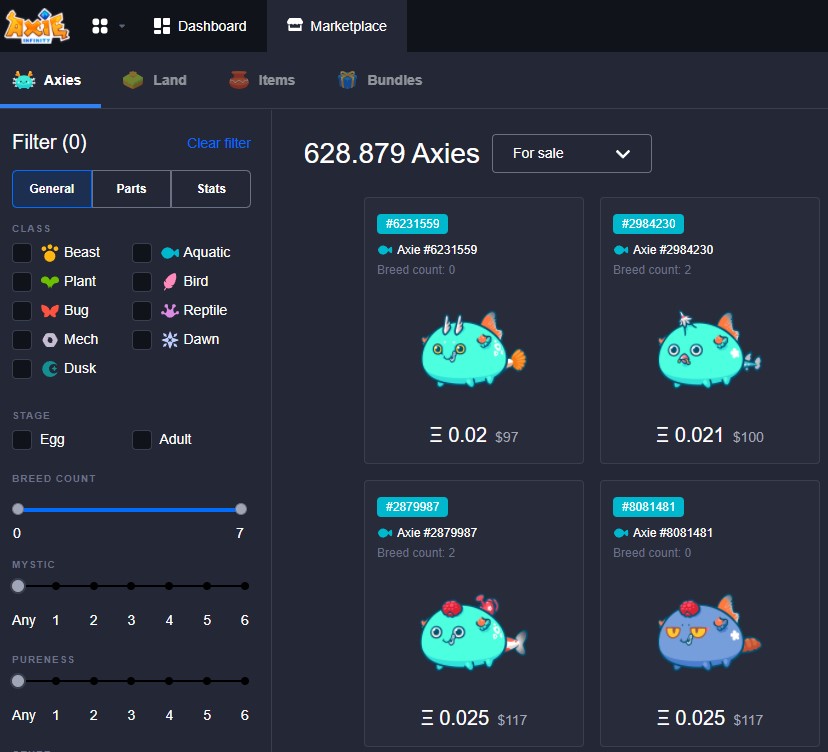 AXIE
INFINITY
Dashboard
Marketplace
Axies
Land
Items
Bundles
Filter (0)
Clear filter
General
Parts
Stats
CLASS
Beast
Aquatic
Plant
Bird
Bug
Reptile
Mech
Dawn
Dusk
STAGE
Egg
Adult
BREED COUNT
0
7
MYSTIC
Any 1 2 3 4 5 6
PURENESS
Any 1 2 3 4 5 6
628.879 Axies
For sale
#6231559
Axie #6231559
Breed count: 0
Ξ 0.02 $97
#2984230
Axie #2984230
Breed count: 2
Ξ 0.021 $100
#2879987
Axie #2879987
Breed count: 2
Ξ 0.025 $117
#8081481
Axie #8081481
Breed count: 0
Ξ 0.025 $117